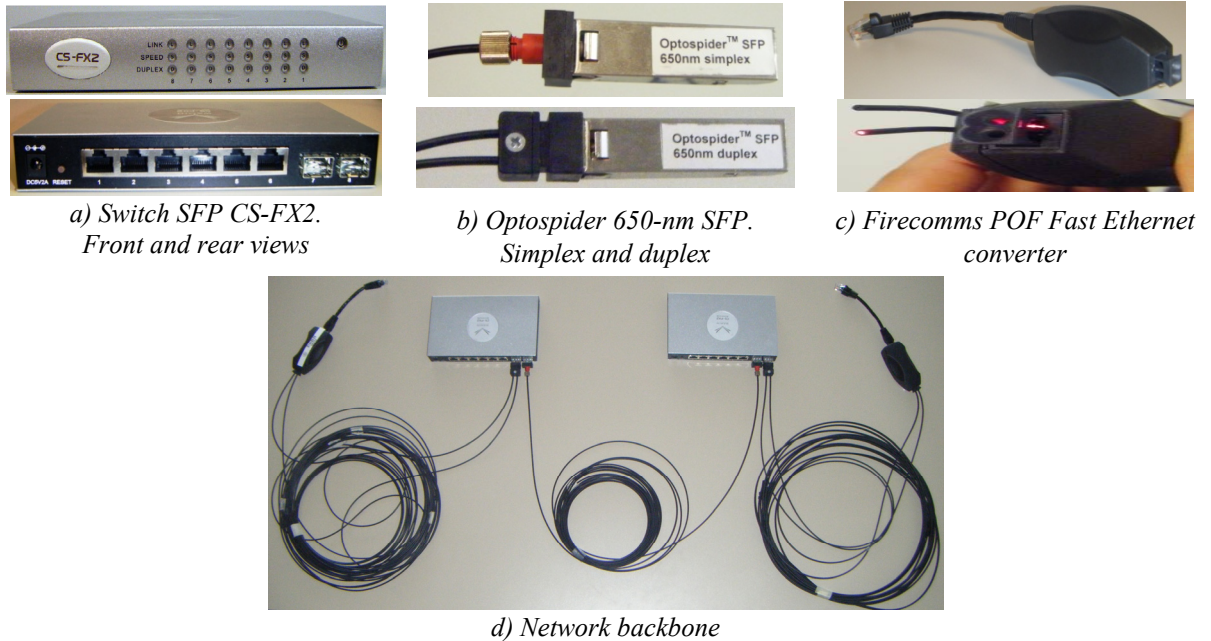 CS-FX2
LINK
SPEED
DUPLEX
8 7 6 5 4 3 2 1
DC5V2A RESET 1 2 3 4 5 6 7 8
a) Switch SFP CS-FX2.
Front and rear views
Optospider™ SFP
650nm simplex
Optospider™ SFP
650nm duplex
b) Optospider 650-nm SFP.
Simplex and duplex
c) Firecomms POF Fast Ethernet
converter
d) Network backbone